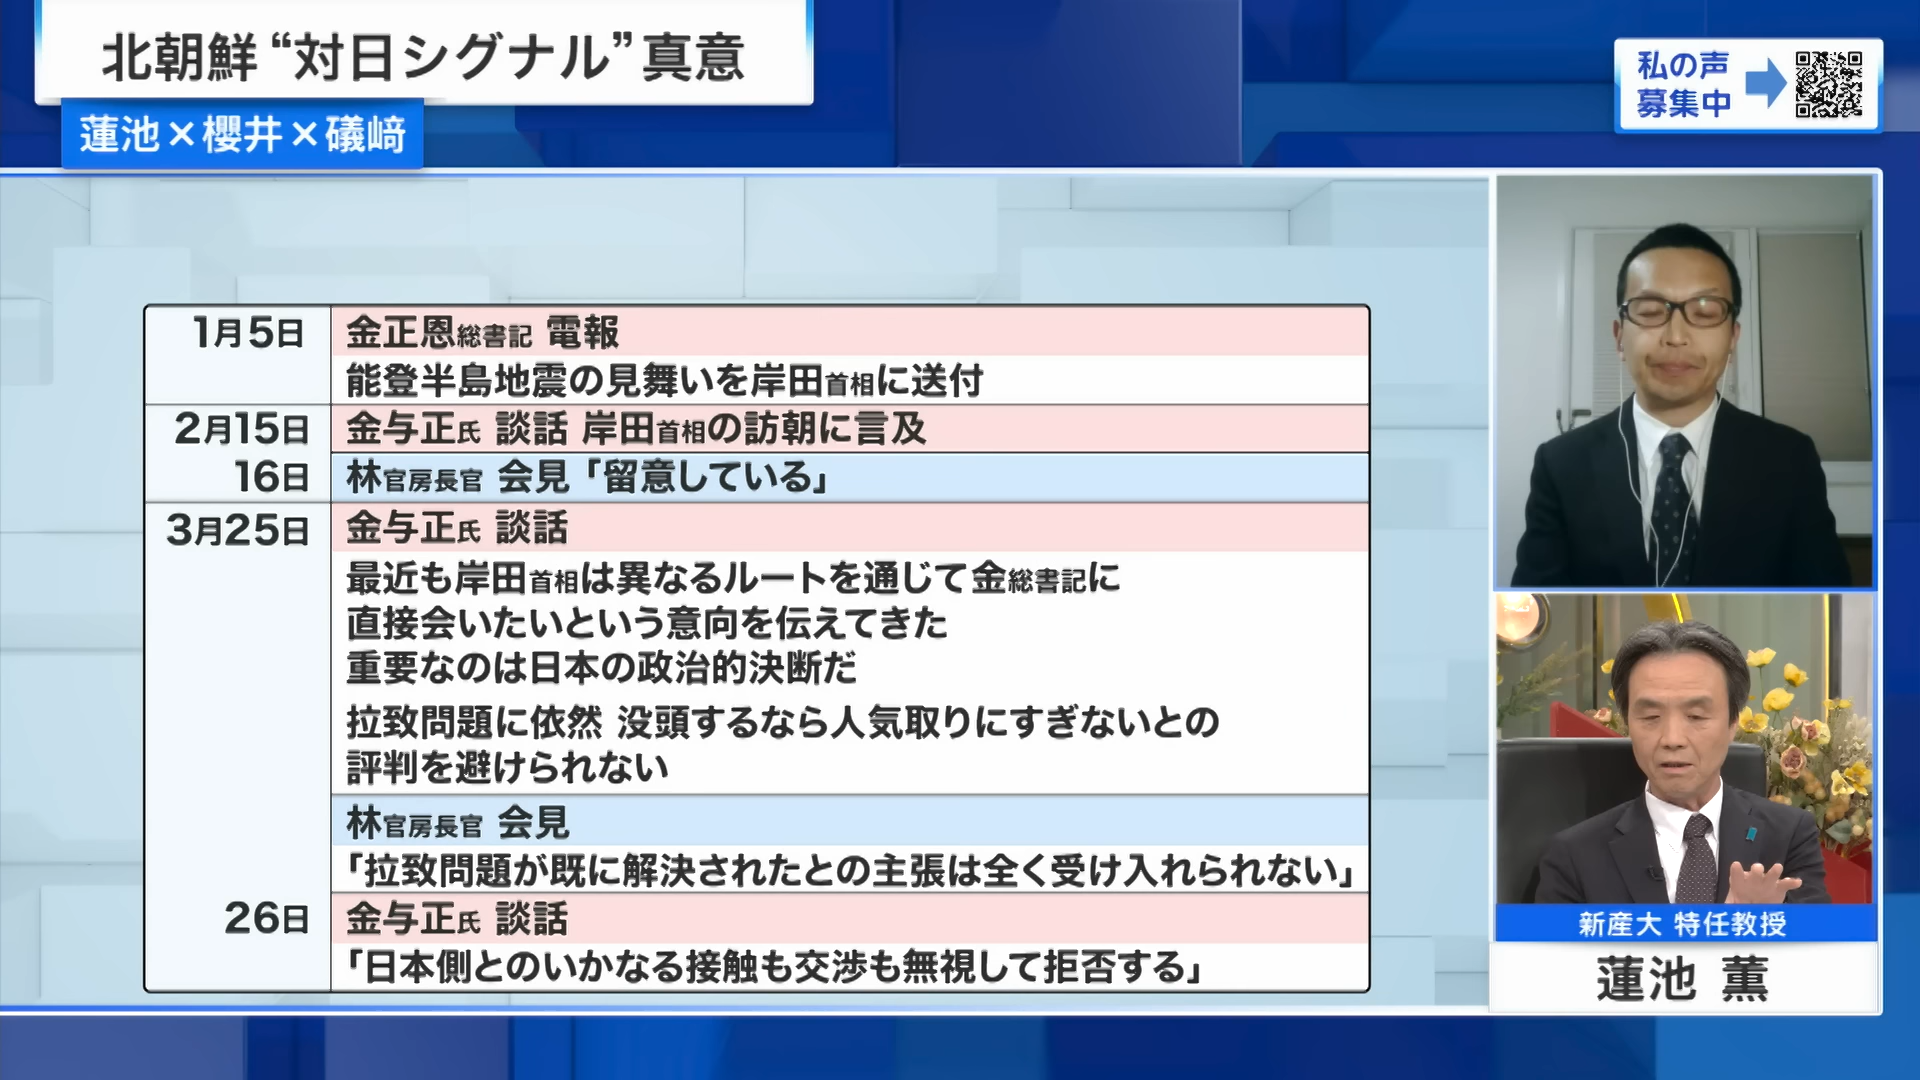 北朝鮮“対日シグナル”真意
蓮池×櫻井×礒﨑
私の声
募集中
1月5日
金正恩総書記 電報
能登半島地震の見舞いを岸田首相に送付
2月15日
金与正氏 談話 岸田首相の訪朝に言及
16日
林官房長官 会見「留意している」
3月25日
金与正氏 談話
最近も岸田首相は異なるルートを通じて金総書記に
直接会いたいという意向を伝えてきた
重要なのは日本の政治的決断だ
拉致問題に依然 没頭するなら人気取りにすぎないとの
評判を避けられない
林官房長官 会見
「拉致問題が既に解決されたとの主張は全く受け入れられない」
26日
金与正氏 談話
「日本側とのいかなる接触も交渉も無視して拒否する」
新産大 特任教授
蓮池 薫